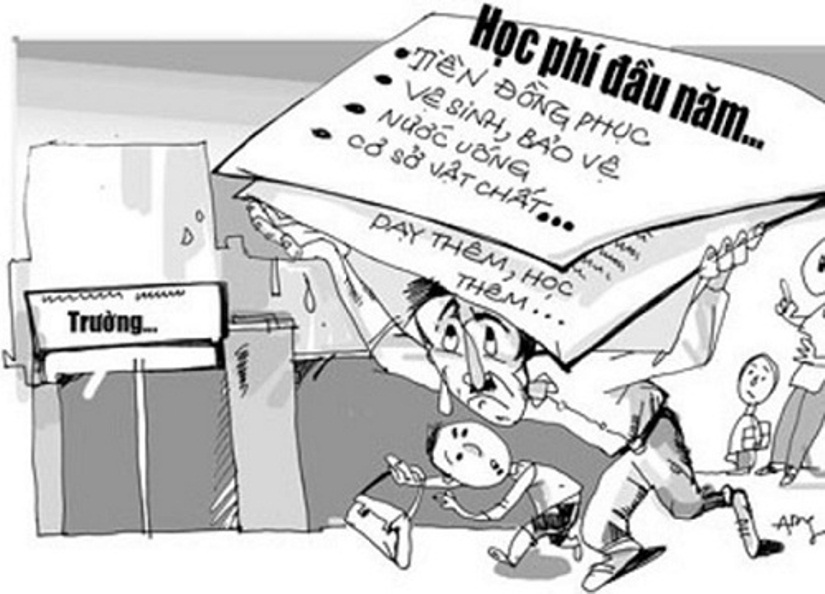 Học phí đầu năm...
TIỀN ĐỒNG PHỤC
VỆ SINH, BẢO VỆ
NƯỚC UỐNG
CƠ SỞ VẬT CHẤT...
DẠY THÊM, HỌC
THÊM...
Trường...